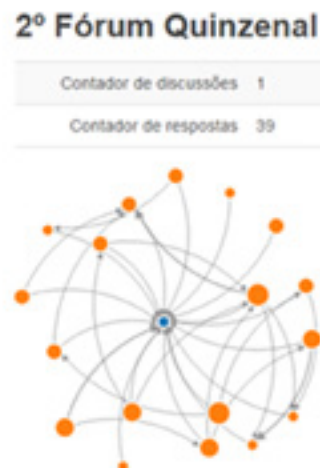 2º Fórum Quinzenal
Contador de discussões 1
Contador de respostas 39